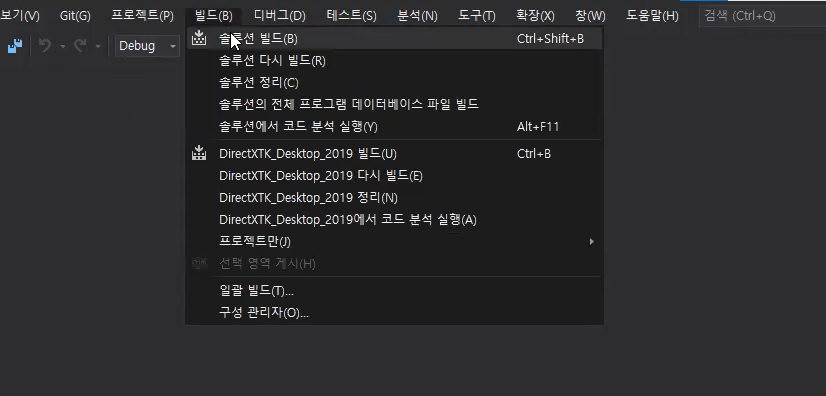 보기(V) Git(G) 프로젝트(P) 빌드(B) 디버그(D) 테스트(S) 분석(N) 도구(T) 확장(X) 창(W) 도움말(H) 검색 (Ctrl+Q)
Debug
솔루션 빌드(B) Ctrl+Shift+B
솔루션 다시 빌드(R)
솔루션 정리(C)
솔루션의 전체 프로그램 데이터베이스 파일 빌드
솔루션에서 코드 분석 실행(Y) Alt+F11
DirectXTK_Desktop_2019 빌드(U) Ctrl+B
DirectXTK_Desktop_2019 다시 빌드(E)
DirectXTK_Desktop_2019 정리(N)
DirectXTK_Desktop_2019에서 코드 분석 실행(A)
프로젝트만(J)
선택 영역 게시(H)
일괄 빌드(T)...
구성 관리자(O)...